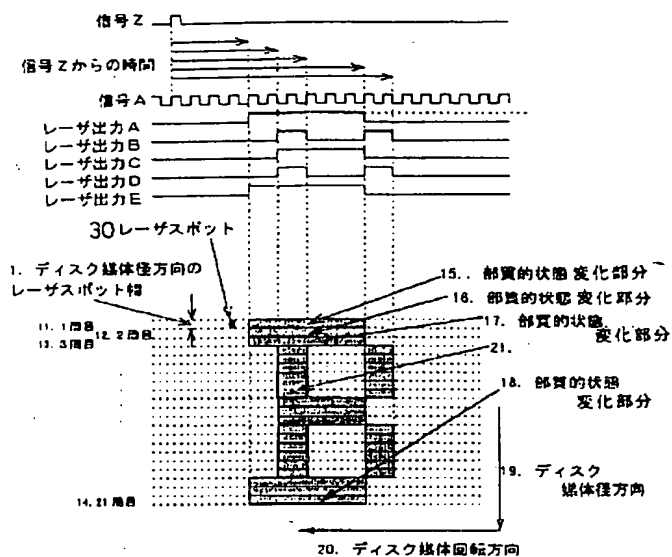 信号Z
信号Zからの時間
信号A
レーザ出力A
レーザ出力B
レーザ出力C
レーザ出力D
レーザ出力E
30レーザスポット
1. ディスク媒体径方向の
レーザスポット幅
11. 1周目
12. 2周目
13. 3周目
15.. 部質的状態変化部分
16. 部質的状態変化部分
17. 部質的状態
変化部分
21.
18. 部質的状態
変化部分
19. ディスク
媒体径方向
14. 21周目
20. ディスク媒体回転方向